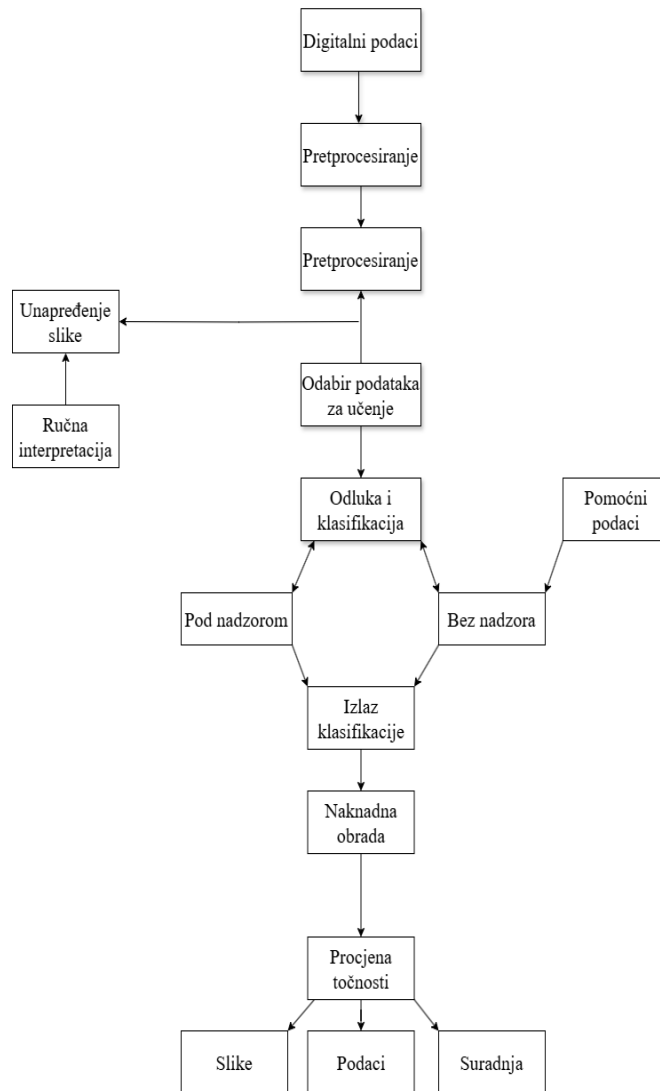 Digitalni podaci
Pretprocesiranje
Pretprocesiranje
Unapređenje
slike
Ručna
interpretacija
Odabir podataka
za učenje
Odluka i
klasifikacija
Pomoćni
podaci
Pod nadzorom
Bez nadzora
Izlaz
klasifikacije
Naknadna
obrada
Procjena
točnosti
Slike
Podaci
Suradnja